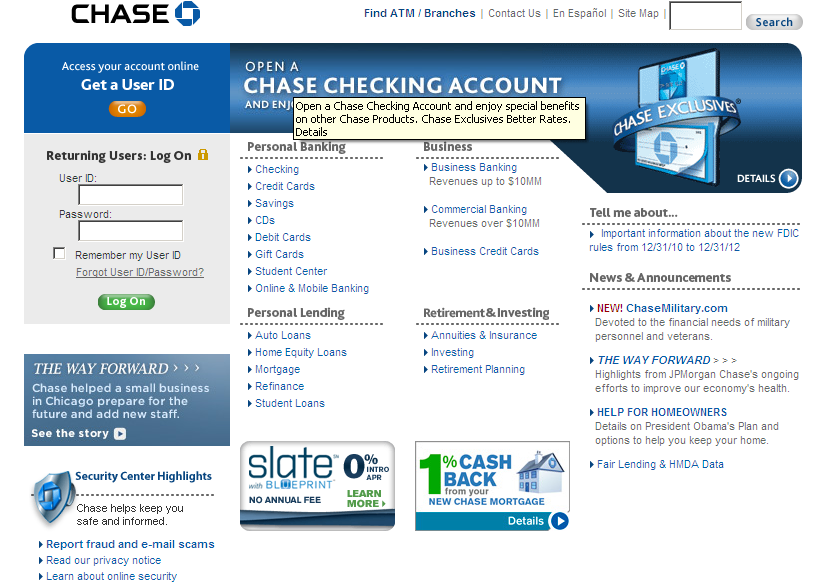 CHASE
Find ATM / Branches | Contact Us | En Español | Site Map |
Search
Access your account online
Get a User ID
GO
OPEN A
CHASE CHECKING ACCOUNT
AND ENJ
Open a Chase Checking Account and enjoy special benefits
on other Chase Products. Chase Exclusives Better Rates.
Details
CHASE
CHASE EXCLUSIVES®
DETAILS
Returning Users: Log On
User ID:
Password:
Remember my User ID
Forgot User ID/Password?
Log On
THE WAY FORWARD > > >
Chase helped a small business
in Chicago prepare for the
future and add new staff.
See the story
Security Center Highlights
Chase helps keep you
safe and informed.
Report fraud and e-mail scams
Read our privacy notice
Learn about online security
Personal Banking
Checking
Credit Cards
Savings
CDs
Debit Cards
Gift Cards
Student Center
Online & Mobile Banking
Personal Lending
Auto Loans
Home Equity Loans
Mortgage
Refinance
Student Loans
Business
Business Banking
Revenues up to $10MM
Commercial Banking
Revenues over $10MM
Business Credit Cards
Retirement & Investing
Annuities & Insurance
Investing
Retirement Planning
slate℠
with BLUEPRINT®
0% INTRO
APR
NO ANNUAL FEE
LEARN
MORE
1% CASH
BACK
from your
NEW CHASE MORTGAGE
Details
Tell me about...
Important information about the new FDIC
rules from 12/31/10 to 12/31/12
News & Announcements
NEW! ChaseMilitary.com
Devoted to the financial needs of military
personnel and veterans.
THE WAY FORWARD > > >
Highlights from JPMorgan Chase's ongoing
efforts to improve our economy's health.
HELP FOR HOMEOWNERS
Details on President Obama's Plan and
options to help you keep your home.
Fair Lending & HMDA Data